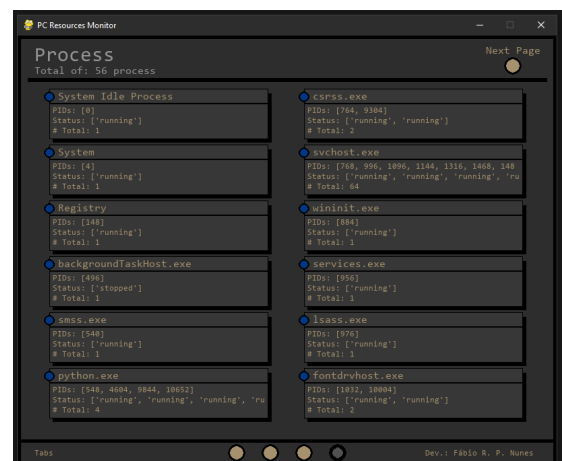 PC Resources Monitor
Process
Total of: 56 process
Next Page
System Idle Process
PIDs: [0]
Status: ['running']
# Total: 1
System
PIDs: [4]
Status: ['running']
# Total: 1
Registry
PIDs: [148]
Status: ['running']
# Total: 1
backgroundTaskHost.exe
PIDs: [496]
Status: ['stopped']
# Total: 1
smss.exe
PIDs: [540]
Status: ['running']
# Total: 1
python.exe
PIDs: [548, 4604, 9844, 10652]
Status: ['running', 'running', 'running', 'ru
# Total: 4
csrss.exe
PIDs: [764, 9304]
Status: ['running', 'running']
# Total: 2
svchost.exe
PIDs: [768, 996, 1096, 1144, 1316, 1468, 148
Status: ['running', 'running', 'running', 'ru
# Total: 64
wininit.exe
PIDs: [884]
Status: ['running']
# Total: 1
services.exe
PIDs: [956]
Status: ['running']
# Total: 1
lsass.exe
PIDs: [976]
Status: ['running']
# Total: 1
fontdrvhost.exe
PIDs: [1032, 10004]
Status: ['running', 'running']
# Total: 2
Tabs
Dev.: Fábio R. P. Nunes